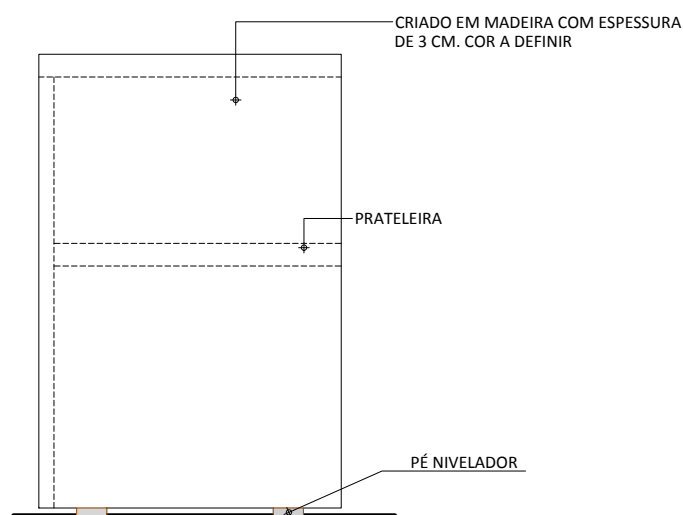 CRIADO EM MADEIRA COM ESPESSURA
DE 3 CM. COR A DEFINIR
PRATELEIRA
PÉ NIVELADOR